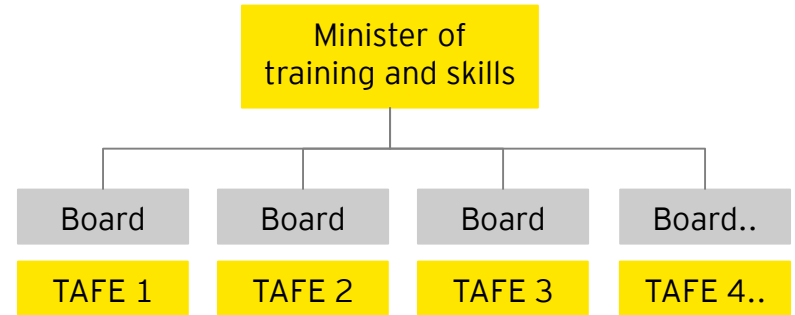 Minister of
training and skills
Board
Board
Board
Board..
TAFE 1
TAFE 2
TAFE 3
TAFE 4..